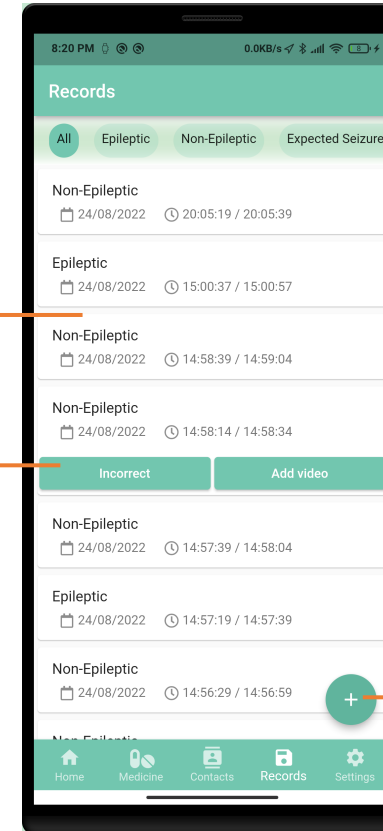 8:20 PM 0.0KB/s 8
Records
All Epileptic Non-Epileptic Expected Seizure
Non-Epileptic
24/08/2022 20:05:19 / 20:05:39
Epileptic
24/08/2022 15:00:37 / 15:00:57
Non-Epileptic
24/08/2022 14:58:39 / 14:59:04
Non-Epileptic
24/08/2022 14:58:14 / 14:58:34
Incorrect Add video
Non-Epileptic
24/08/2022 14:57:39 / 14:58:04
Epileptic
24/08/2022 14:57:19 / 14:57:39
Non-Epileptic
24/08/2022 14:56:29 / 14:56:59
+
Home Medicine Contacts Records Settings